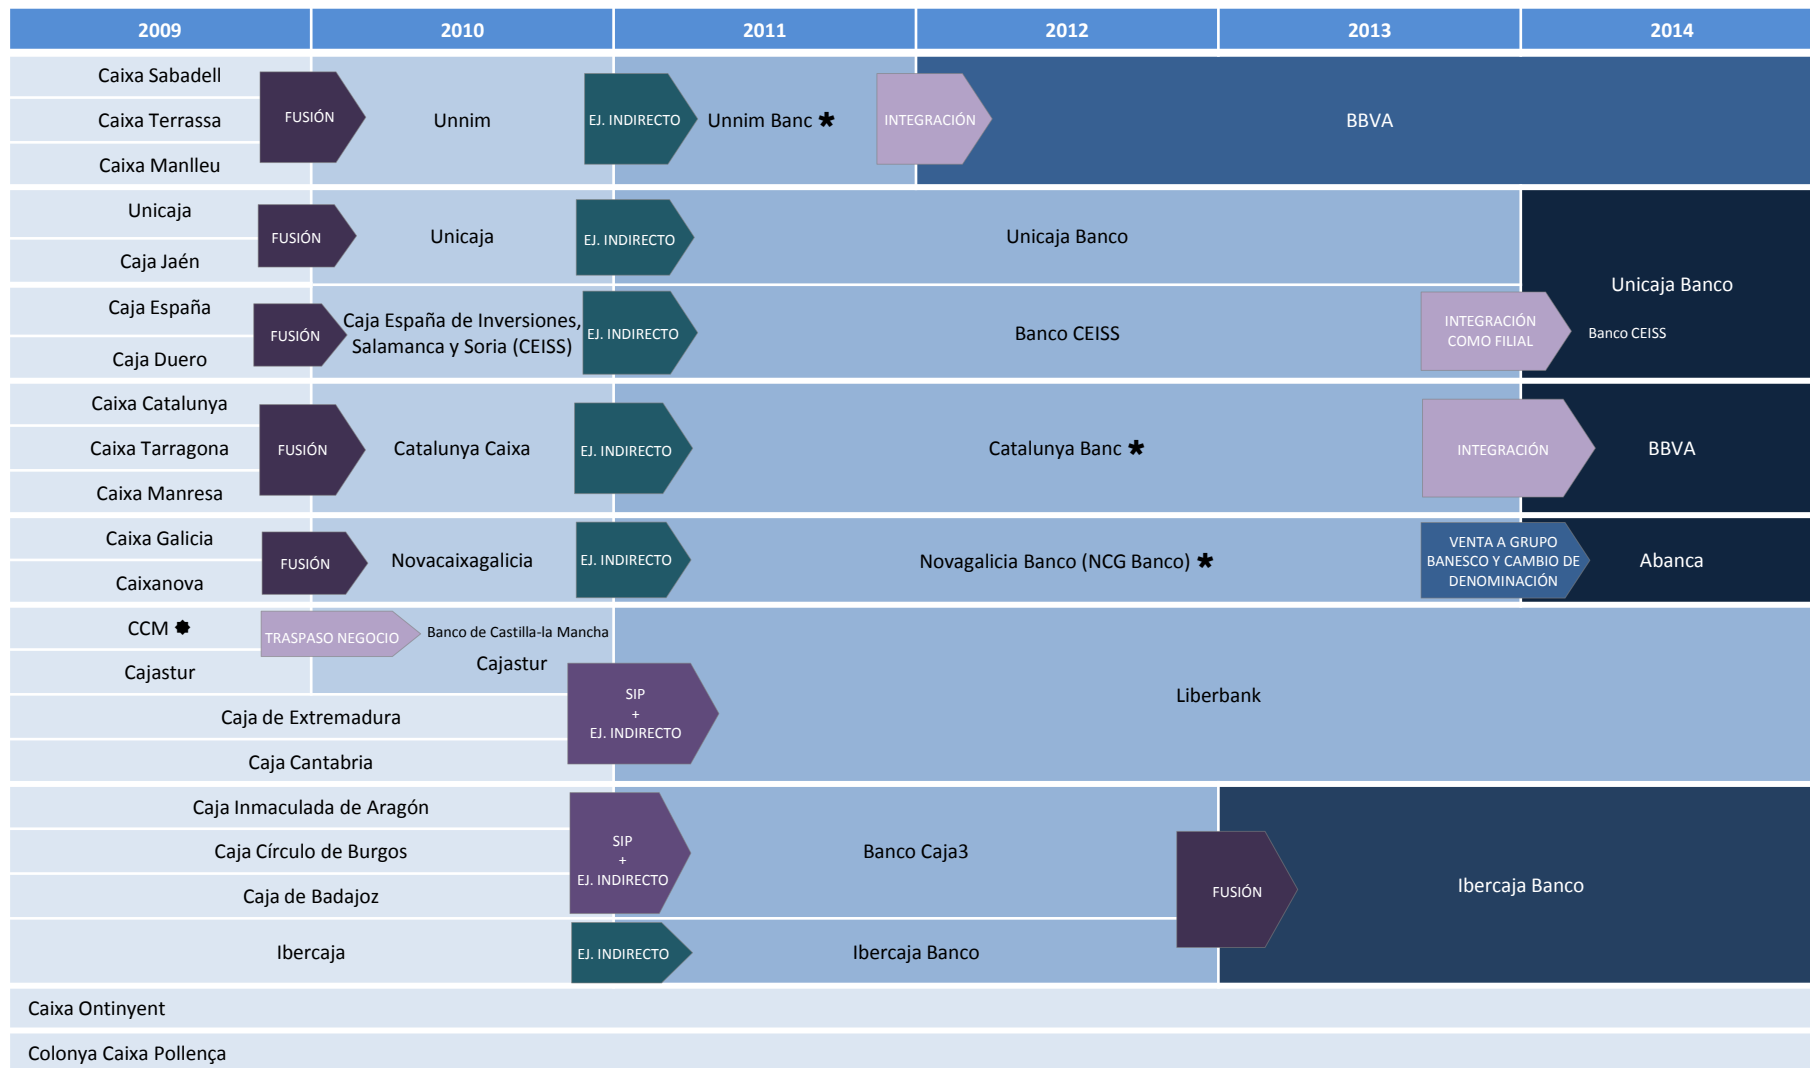 2009 2010 2011 2012 2013 2014
Caixa Sabadell
Caixa Terrassa
Caixa Manlleu
FUSIÓN
Unnim
EJ. INDIRECTO
Unnim Banc *
INTEGRACIÓN
BBVA
Unicaja
Caja Jaén
FUSIÓN
Unicaja
EJ. INDIRECTO
Unicaja Banco
Caja España
Caja Duero
FUSIÓN
Caja España de Inversiones,
Salamanca y Soria (CEISS)
EJ. INDIRECTO
Banco CEISS
INTEGRACIÓN
COMO FILIAL
Unicaja Banco
Banco CEISS
Caixa Catalunya
Caixa Tarragona
Caixa Manresa
FUSIÓN
Catalunya Caixa
EJ. INDIRECTO
Catalunya Banc *
INTEGRACIÓN
BBVA
Caixa Galicia
Caixanova
FUSIÓN
Novacaixagalicia
EJ. INDIRECTO
Novagalicia Banco (NCG Banco) *
VENTA A GRUPO
BANESCO Y CAMBIO DE
DENOMINACIÓN
Abanca
CCM
Cajastur
TRASPASO NEGOCIO
Banco de Castilla-la Mancha
Cajastur
Caja de Extremadura
Caja Cantabria
SIP
+
EJ. INDIRECTO
Liberbank
Caja Inmaculada de Aragón
Caja Círculo de Burgos
Caja de Badajoz
SIP
+
EJ. INDIRECTO
Banco Caja3
Ibercaja
EJ. INDIRECTO
Ibercaja Banco
FUSIÓN
Ibercaja Banco
Caixa Ontinyent
Colonya Caixa Pollença